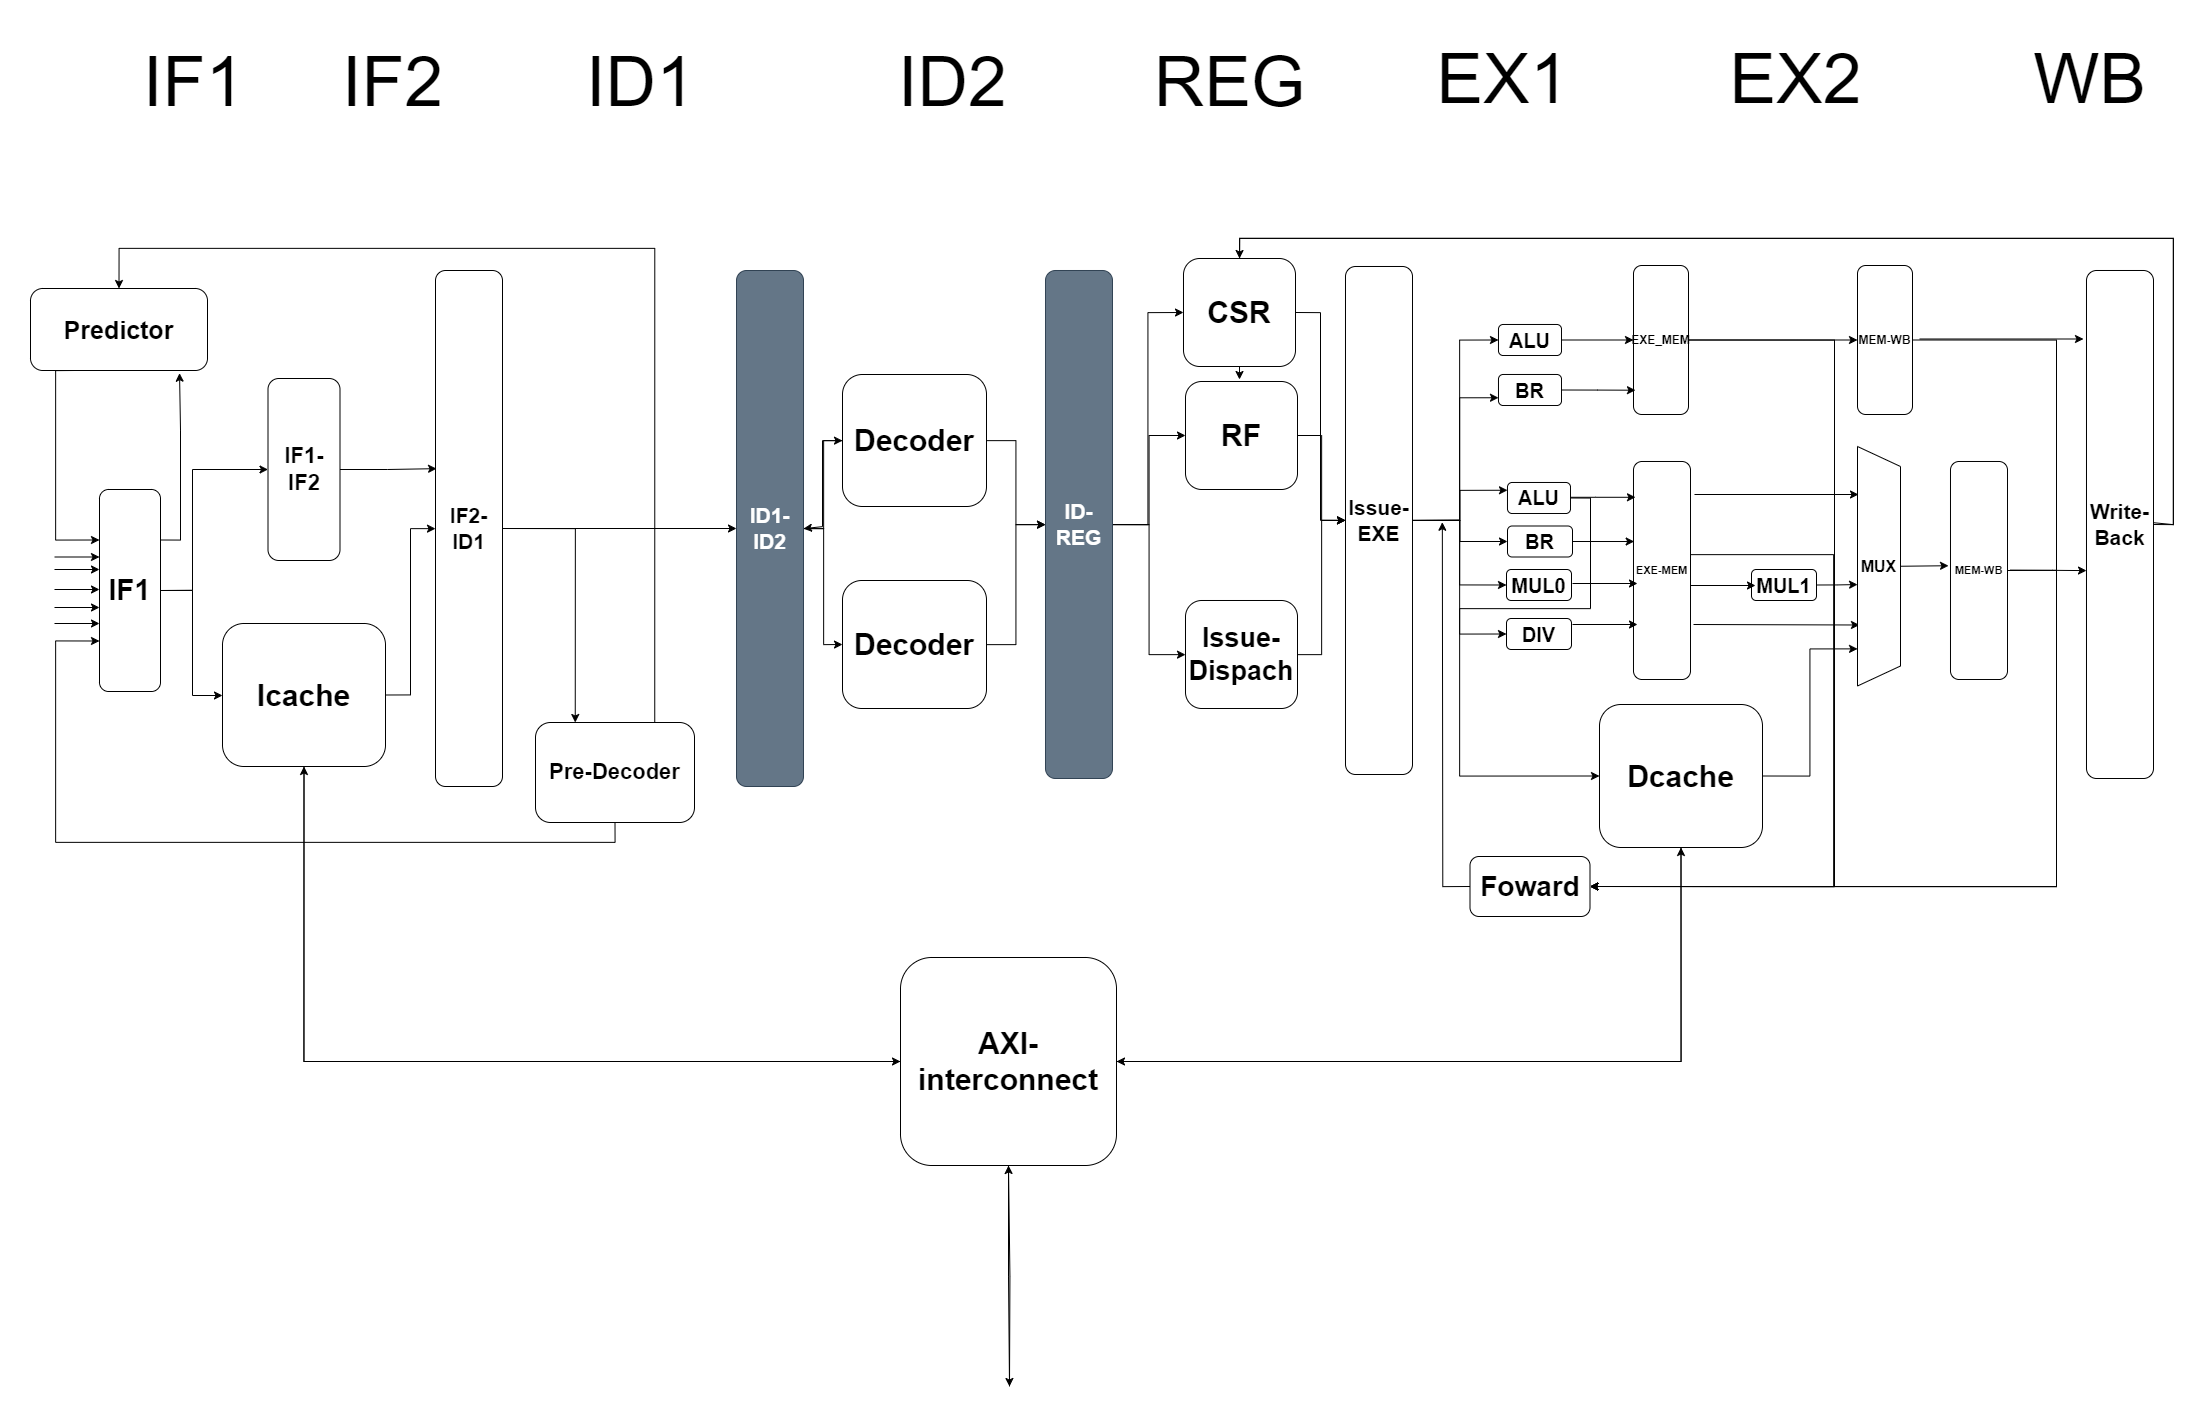 IF1
IF2
ID1
ID2
REG
EX1
EX2
WB
Predictor
IF1
IF1-
IF2
Icache
IF2-
ID1
Pre-Decoder
ID1-
ID2
Decoder
Decoder
ID-
REG
CSR
RF
Issue-
Dispach
Issue-
EXE
ALU
BR
ALU
BR
MUL0
DIV
EXE_MEM
EXE-MEM
MUL1
Dcache
Foward
MEM-WB
MUX
MEM-WB
Write-
Back
AXI-
interconnect